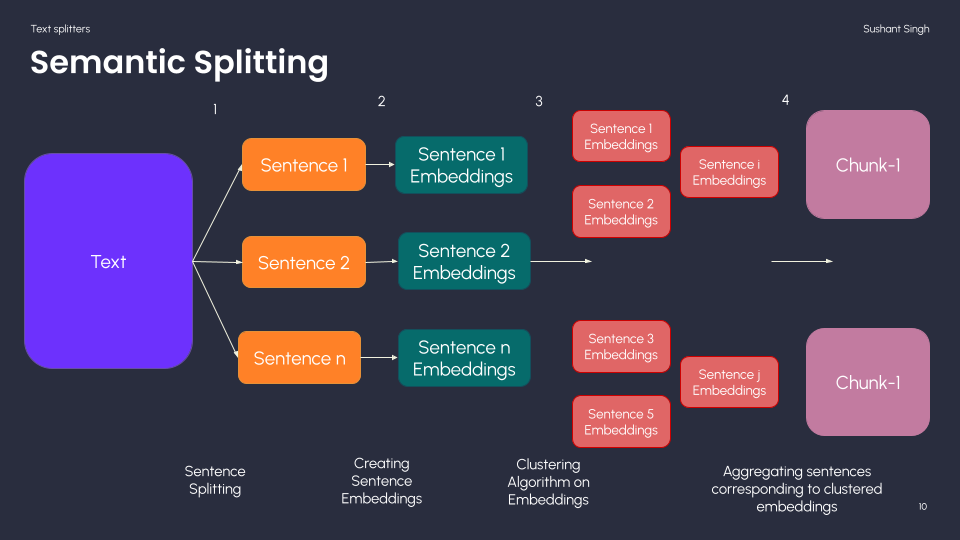 Text splitters
Sushant Singh
Semantic Splitting
1
2
3
4
Text
Sentence 1
Sentence 2
Sentence n
Sentence 1
Embeddings
Sentence 2
Embeddings
Sentence n
Embeddings
Sentence 1
Embeddings
Sentence 2
Embeddings
Sentence i
Embeddings
Sentence 3
Embeddings
Sentence 5
Embeddings
Sentence j
Embeddings
Chunk-1
Chunk-1
Sentence
Splitting
Creating
Sentence
Embeddings
Clustering
Algorithm on
Embeddings
Aggregating sentences
corresponding to clustered
embeddings
10